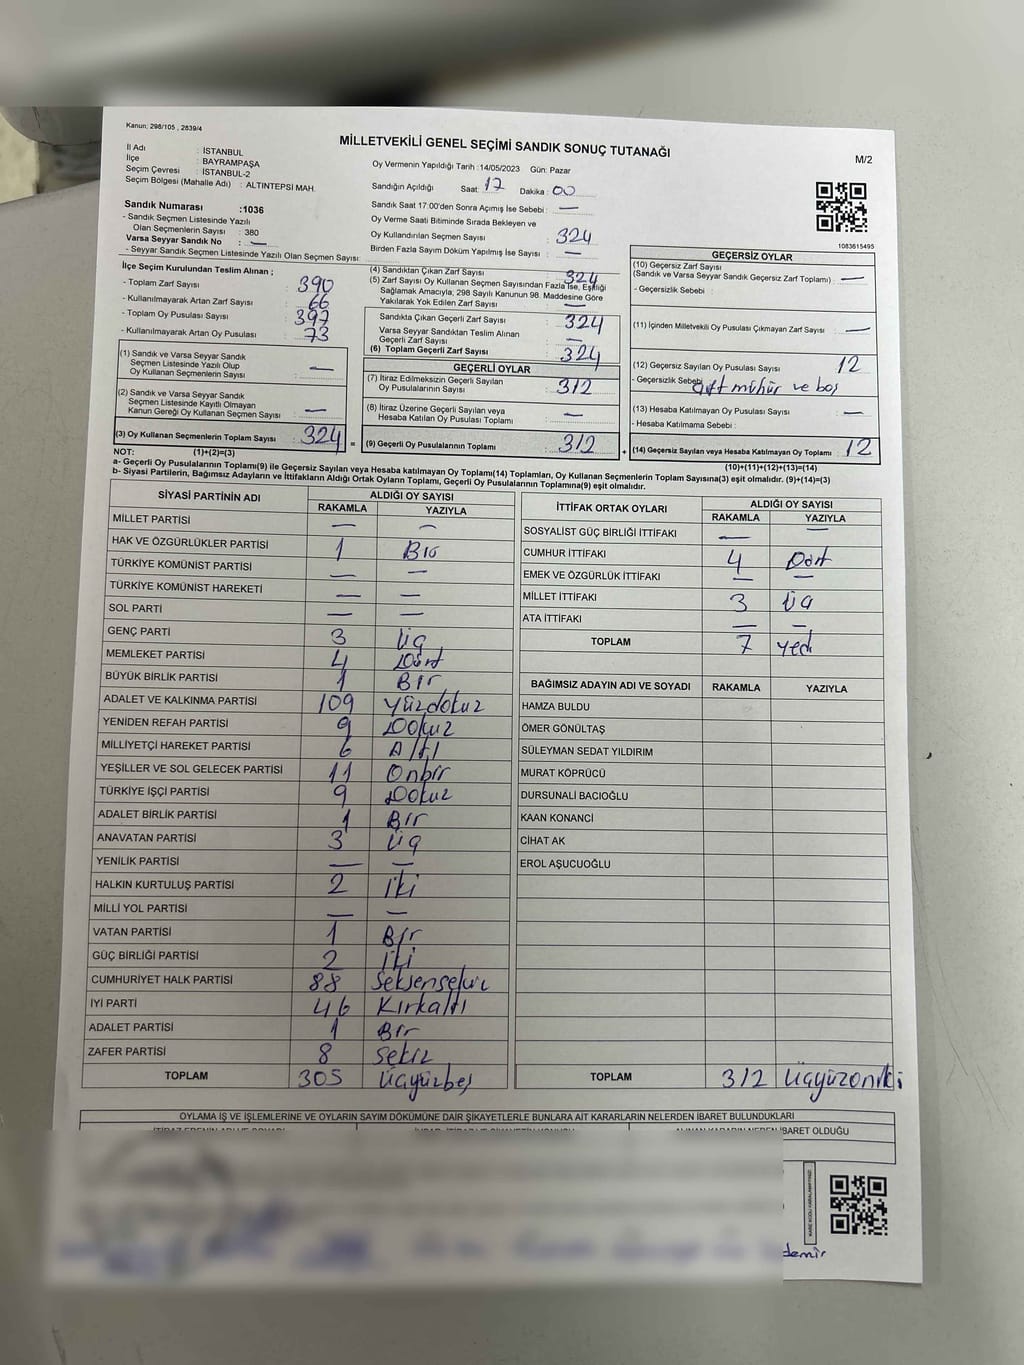 Kanun; 298/105 , 2839/4
MİLLETVEKİLİ GENEL SEÇİMİ SANDIK SONUÇ TUTANAĞI
M/2
İl Adı : İSTANBUL
İlçe : BAYRAMPAŞA
Seçim Çevresi : İSTANBUL-2
Seçim Bölgesi (Mahalle Adı) : ALTINTEPSİ MAH.
Oy Vermenin Yapıldığı Tarih :14/05/2023 Gün: Pazar
Sandığın Açıldığı Saat : 17 Dakika : 00
Sandık Saat 17.00'den Sonra Açımış İse Sebebi : —
Oy Verme Saati Bitiminde Sırada Bekleyen ve
Oy Kullandırılan Seçmen Sayısı : 324
Birden Fazla Sayım Döküm Yapılmış İse Sayısı : —
Sandık Numarası :1036
- Sandık Seçmen Listesinde Yazılı
Olan Seçmenlerin Sayısı : 380
Varsa Seyyar Sandık No : —
- Seyyar Sandık Seçmen Listesinde Yazılı Olan Seçmen Sayısı:
1083615495
İlçe Seçim Kurulundan Teslim Alınan ;
- Toplam Zarf Sayısı : 390
- Kullanılmayarak Artan Zarf Sayısı : 66
- Toplam Oy Pusulası Sayısı : 397
- Kullanılmayarak Artan Oy Pusulası : 73
(1) Sandık ve Varsa Seyyar Sandık
Seçmen Listesinde Yazılı Olup
Oy Kullanan Seçmenlerin Sayısı : —
(2) Sandık ve Varsa Seyyar Sandık
Seçmen Listesinde Kayıtlı Olmayan
Kanun Gereği Oy Kullanan Seçmen Sayısı : —
(3) Oy Kullanan Seçmenlerin Toplam Sayısı : 324 =
(4) Sandıktan Çıkan Zarf Sayısı : 324
(5) Zarf Sayısı Oy Kullanan Seçmen Sayısından Fazla İse, Eşitliği
Sağlamak Amacıyla, 298 Sayılı Kanunun 98. Maddesine Göre
Yakılarak Yok Edilen Zarf Sayısı : —
Sandıkta Çıkan Geçerli Zarf Sayısı : 324
Varsa Seyyar Sandıktan Teslim Alınan
Geçerli Zarf Sayısı : —
(6) Toplam Geçerli Zarf Sayısı : 324
GEÇERLİ OYLAR
(7) İtiraz Edilmeksizin Geçerli Sayılan
Oy Pusulalarının Sayısı : 312
(8) İtiraz Üzerine Geçerli Sayılan veya
Hesaba Katılan Oy Pusulası Toplamı : —
(9) Geçerli Oy Pusulalarının Toplamı : 312 +
GEÇERSİZ OYLAR
(10) Geçersiz Zarf Sayısı
(Sandık ve Varsa Seyyar Sandık Geçersiz Zarf Toplamı) : —
- Geçersizlik Sebebi :
(11) İçinden Milletvekili Oy Pusulası Çıkmayan Zarf Sayısı : —
(12) Geçersiz Sayılan Oy Pusulası Sayısı : 12
- Geçersizlik Sebebi : çift mühür ve boş
(13) Hesaba Katılmayan Oy Pusulası Sayısı : —
- Hesaba Katılmama Sebebi :
(14) Geçersiz Sayılan veya Hesaba Katılmayan Oy Toplamı : 12
NOT: (1)+(2)=(3)
(10)+(11)+(12)+(13)=(14)
a- Geçerli Oy Pusulalarının Toplamı(9) ile Geçersiz Sayılan veya Hesaba katılmayan Oy Toplamı(14) Toplamları, Oy Kullanan Seçmenlerin Toplam Sayısına(3) eşit olmalıdır. (9)+(14)=(3)
b- Siyasi Partilerin, Bağımsız Adayların ve İttifakların Aldığı Ortak Oyların Toplamı, Geçerli Oy Pusulalarının Toplamına(9) eşit olmalıdır.
SİYASİ PARTİNİN ADI ALDIĞI OY SAYISI
RAKAMLA YAZIYLA
MİLLET PARTİSİ — —
HAK VE ÖZGÜRLÜKLER PARTİSİ 1 Bir
TÜRKİYE KOMÜNİST PARTİSİ — —
TÜRKİYE KOMÜNİST HAREKETİ — —
SOL PARTİ — —
GENÇ PARTİ 3 Üç
MEMLEKET PARTİSİ 4 Dört
BÜYÜK BİRLİK PARTİSİ 1 Bir
ADALET VE KALKINMA PARTİSİ 109 Yüzdokuz
YENİDEN REFAH PARTİSİ 9 Dokuz
MİLLİYETÇİ HAREKET PARTİSİ 6 Altı
YEŞİLLER VE SOL GELECEK PARTİSİ 11 Onbir
TÜRKİYE İŞÇİ PARTİSİ 9 Dokuz
ADALET BİRLİK PARTİSİ 1 Bir
ANAVATAN PARTİSİ 3 Üç
YENİLİK PARTİSİ — —
HALKIN KURTULUŞ PARTİSİ 2 İki
MİLLİ YOL PARTİSİ — —
VATAN PARTİSİ 1 Bir
GÜÇ BİRLİĞİ PARTİSİ 2 İki
CUMHURİYET HALK PARTİSİ 88 Seksensekiz
İYİ PARTİ 46 Kırkaltı
ADALET PARTİSİ 1 Bir
ZAFER PARTİSİ 8 Sekiz
TOPLAM 305 Üçyüzbeş
İTTİFAK ORTAK OYLARI ALDIĞI OY SAYISI
RAKAMLA YAZIYLA
SOSYALİST GÜÇ BİRLİĞİ İTTİFAKI — —
CUMHUR İTTİFAKI 4 Dört
EMEK VE ÖZGÜRLÜK İTTİFAKI — —
MİLLET İTTİFAKI 3 Üç
ATA İTTİFAKI — —
TOPLAM 7 Yedi
BAĞIMSIZ ADAYIN ADI VE SOYADI RAKAMLA YAZIYLA
HAMZA BULDU
ÖMER GÖNÜLTAŞ
SÜLEYMAN SEDAT YILDIRIM
MURAT KÖPRÜCÜ
DURSUNALİ BACIOĞLU
KAAN KONANCİ
CİHAT AK
EROL AŞUCUOĞLU
TOPLAM 312 Üçyüzoniki
OYLAMA İŞ VE İŞLEMLERİNE VE OYLARIN SAYIM DÖKÜMÜNE DAİR ŞİKAYETLERLE BUNLARA AİT KARARLARIN NELERDEN İBARET BULUNDUKLARI
İBARET OLDUĞU
demir